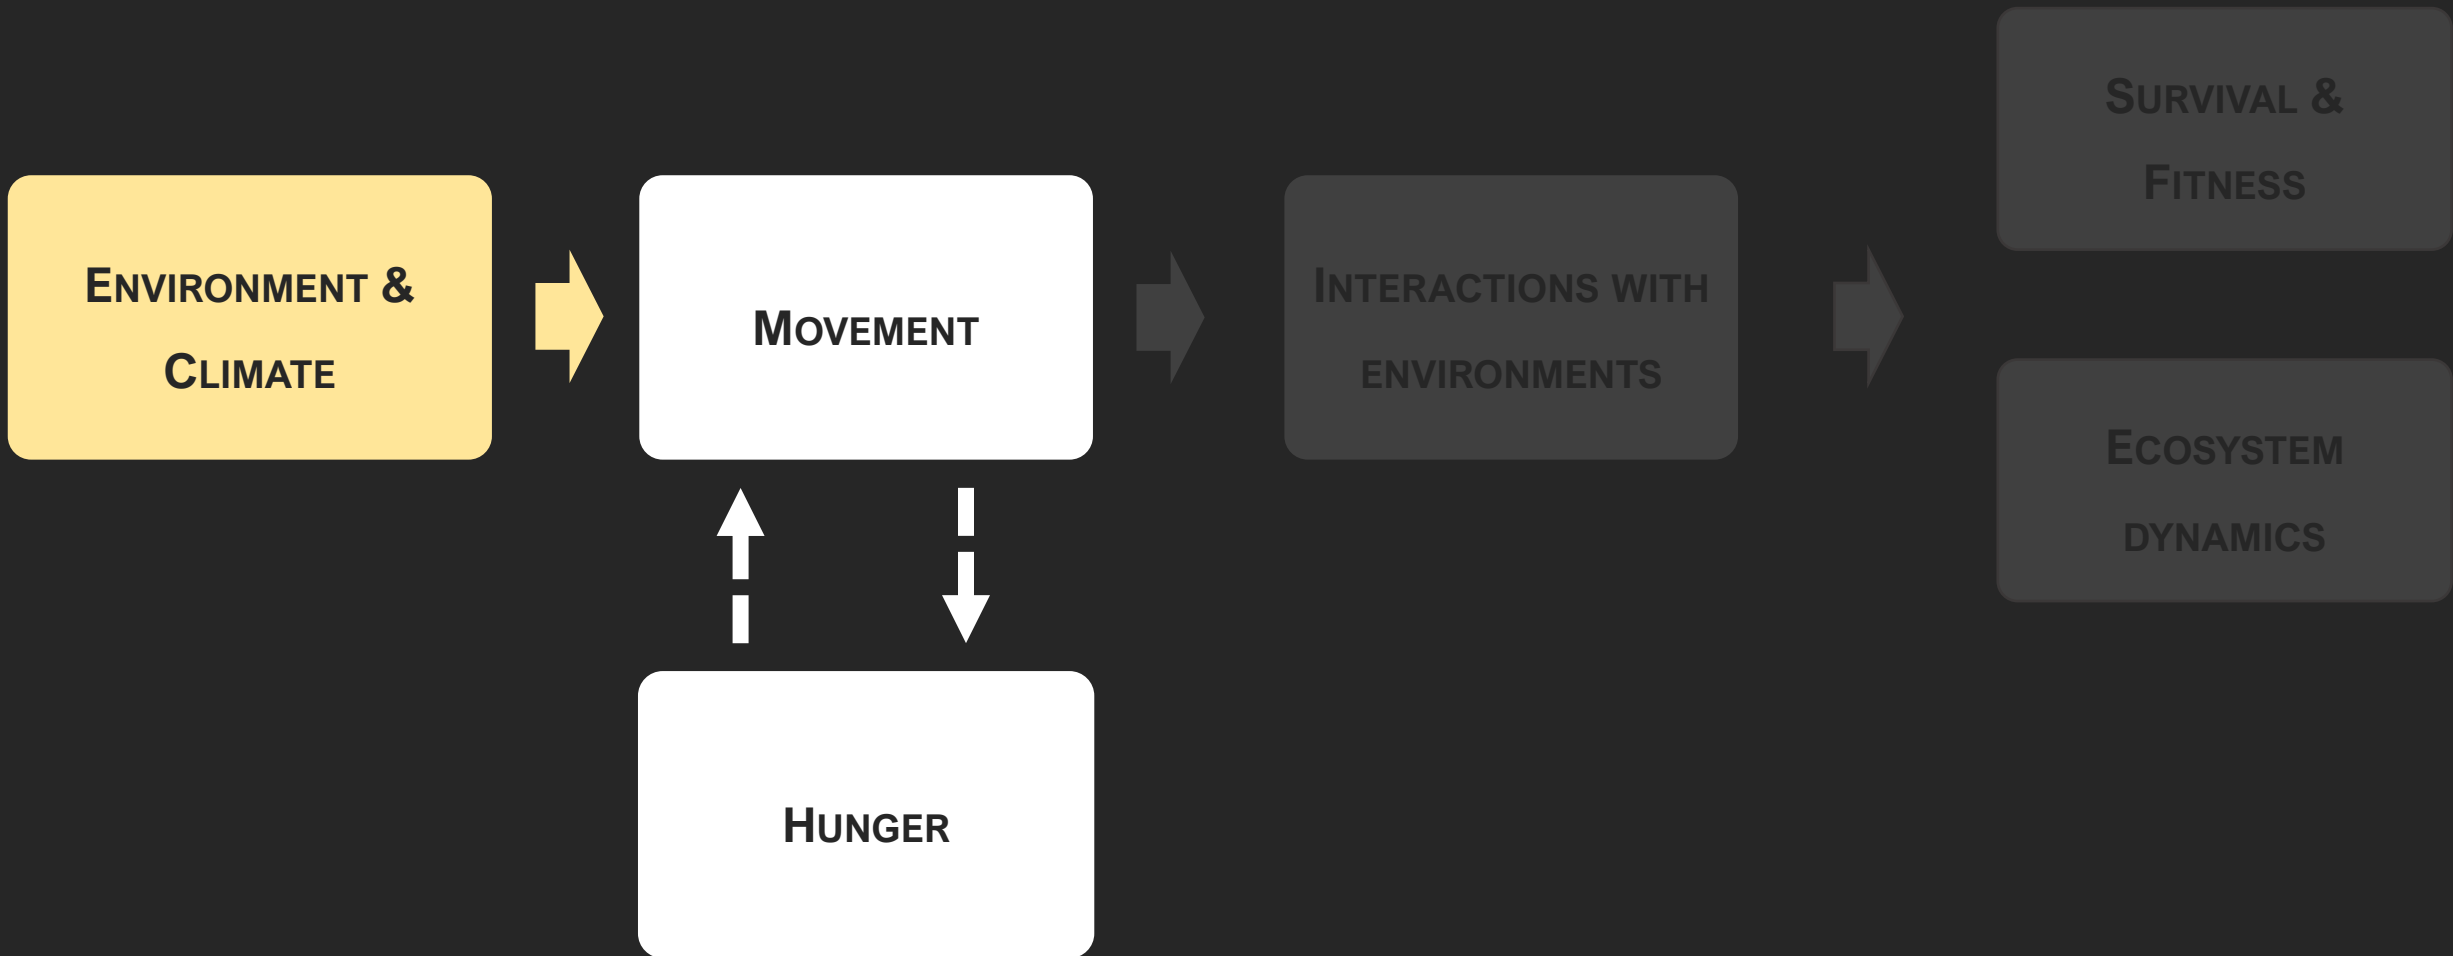 ENVIRONMENT &
CLIMATE
MOVEMENT
HUNGER
INTERACTIONS WITH
ENVIRONMENTS
SURVIVAL &
FITNESS
ECOSYSTEM
DYNAMICS